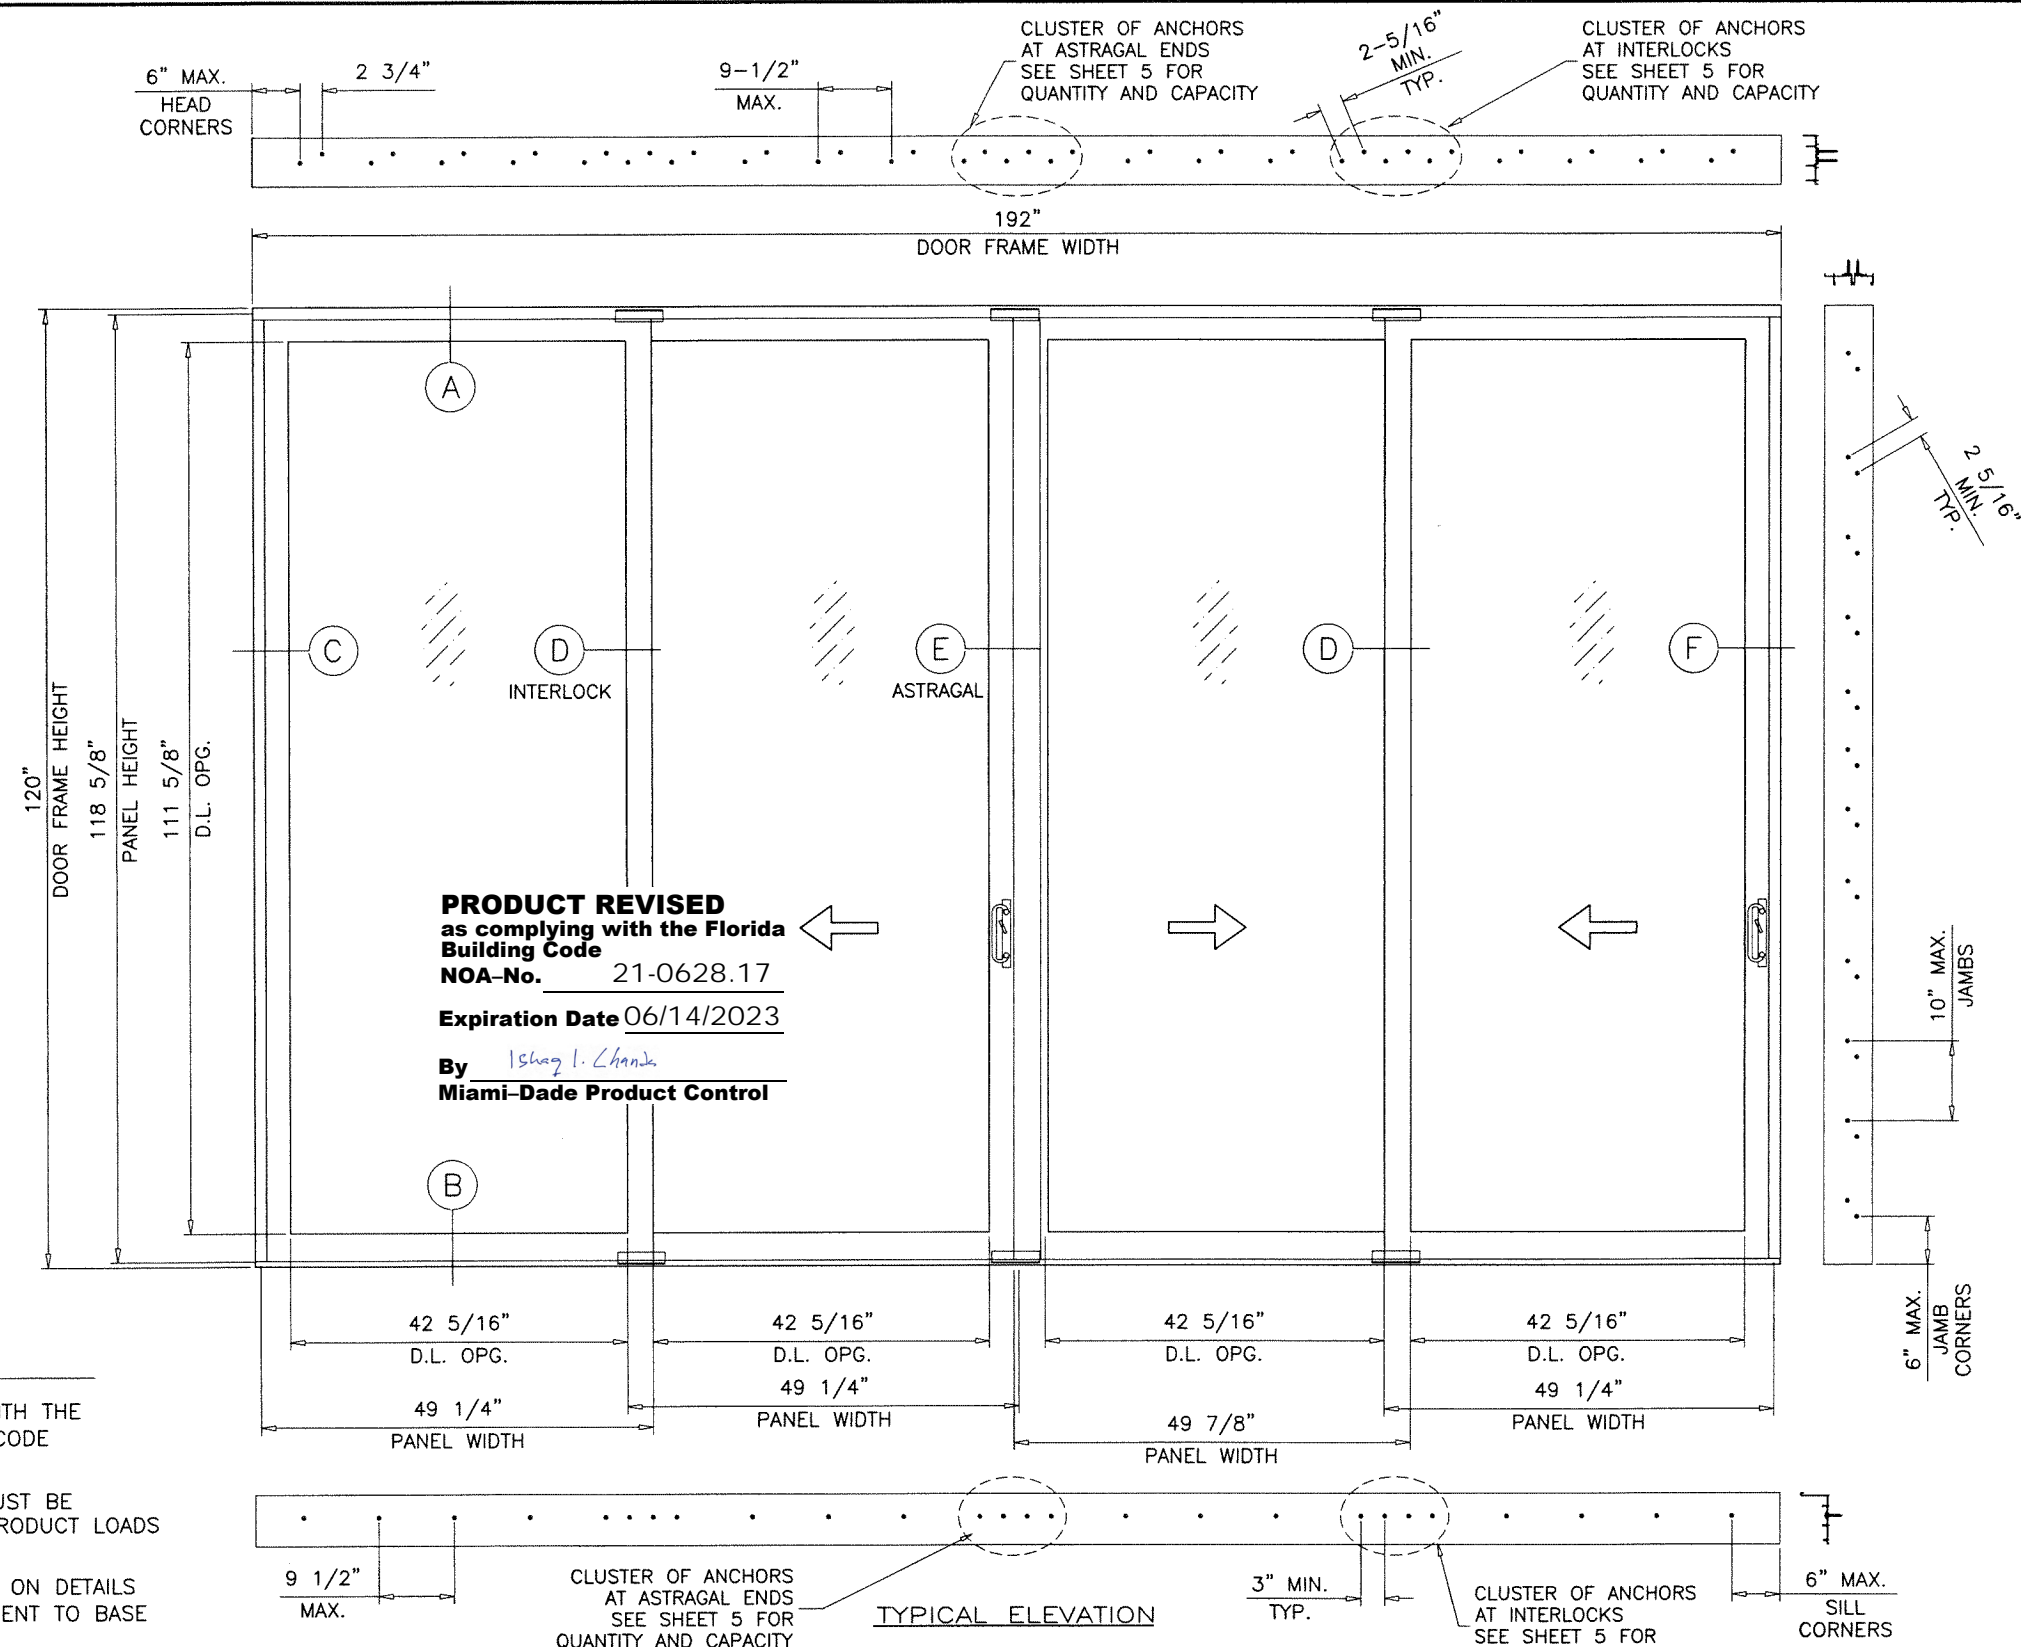 CLUSTER OF ANCHORS
AT ASTRAGAL ENDS
SEE SHEET 5 FOR
QUANTITY AND CAPACITY
2-5/16"
MIN.
TYP.
CLUSTER OF ANCHORS
AT INTERLOCKS
SEE SHEET 5 FOR
QUANTITY AND CAPACITY
6" MAX.
HEAD
CORNERS
2 3/4"
9-1/2"
MAX.
192"
DOOR FRAME WIDTH
A
2 5/16"
MIN.
TYP.
C
D
INTERLOCK
E
ASTRAGAL
D
F
120"
DOOR FRAME HEIGHT
118 5/8"
PANEL HEIGHT
111 5/8"
D.L. OPG.
PRODUCT REVISED
as complying with the Florida
Building Code
NOA–No. 21-0628.17
Expiration Date 06/14/2023
By Ishaq I. Chanda
Miami–Dade Product Control
10" MAX.
JAMBS
B
6" MAX.
JAMB
CORNERS
42 5/16"
D.L. OPG.
42 5/16"
D.L. OPG.
42 5/16"
D.L. OPG.
42 5/16"
D.L. OPG.
49 1/4"
PANEL WIDTH
49 1/4"
PANEL WIDTH
49 7/8"
PANEL WIDTH
49 1/4"
PANEL WIDTH
TH THE
CODE
UST BE
RODUCT LOADS
ON DETAILS
ENT TO BASE
9 1/2"
MAX.
CLUSTER OF ANCHORS
AT ASTRAGAL ENDS
SEE SHEET 5 FOR
QUANTITY AND CAPACITY
TYPICAL ELEVATION
3" MIN.
TYP.
CLUSTER OF ANCHORS
AT INTERLOCKS
SEE SHEET 5 FOR
6" MAX.
SILL
CORNERS